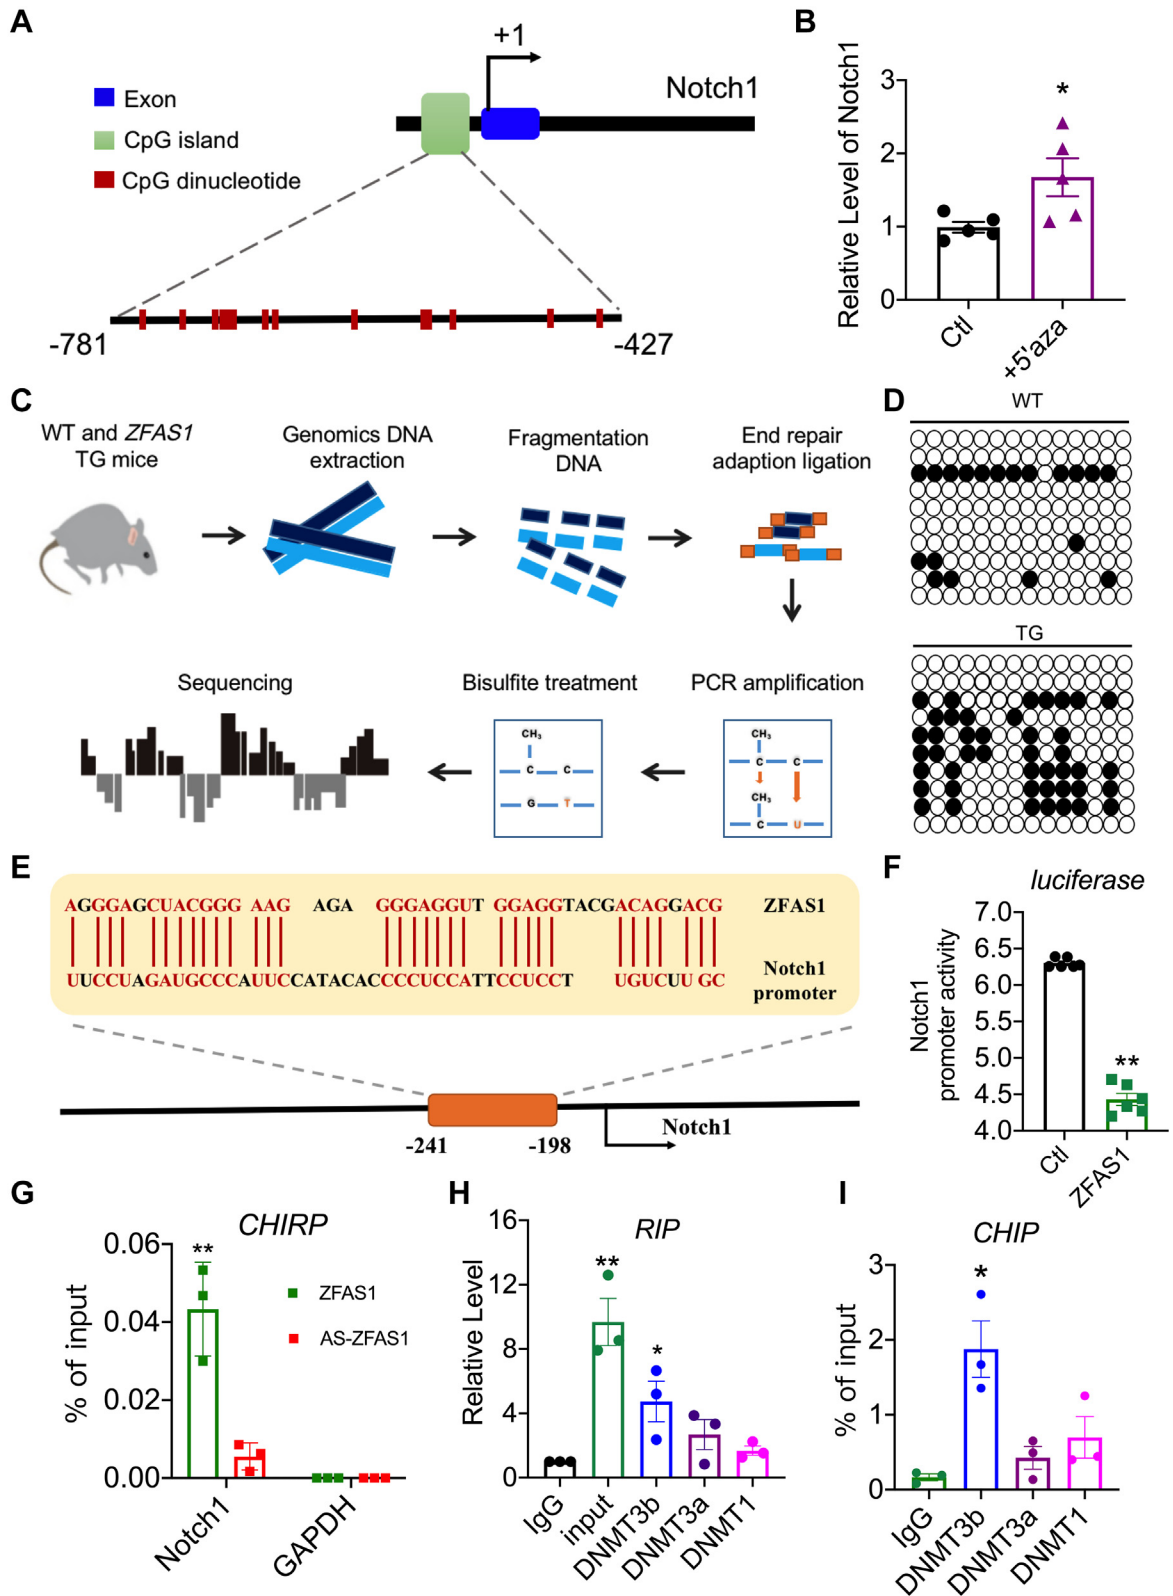 A
+1
Notch1
Exon
CpG island
CpG dinucleotide
-781
-427
B
Relative Level of Notch1
3
2
1
0
*
Ctl
+5'aza
C
WT and ZFAS1
TG mice
Genomics DNA
extraction
Fragmentation
DNA
End repair
adaption ligation
Sequencing
Bisulfite treatment
PCR amplification
CH3
C C
G T
CH3
C C
CH3
C U
D
WT
TG
E
AGGGGAGCUACGGG AAG AGA GGGAGGUT GGAGGTACGACAGGACG
ZFAS1
UUCCUAGAUGCCCAUUCCATACACCCCUCCATTCCUCCT UGUCUU GC
Notch1
promoter
-241
-198
Notch1
F
luciferase
Notch1
promoter activity
7.0
6.5
6.0
5.5
5.0
4.5
4.0
**
Ctl
ZFAS1
G
CHIRP
% of input
0.06
0.04
0.02
0.00
**
ZFAS1
AS-ZFAS1
Notch1
GAPDH
H
RIP
Relative Level
16
12
8
4
0
**
*
IgG
input
DNMT3b
DNMT3a
DNMT1
I
CHIP
% of input
3
2
1
0
*
IgG
DNMT3b
DNMT3a
DNMT1